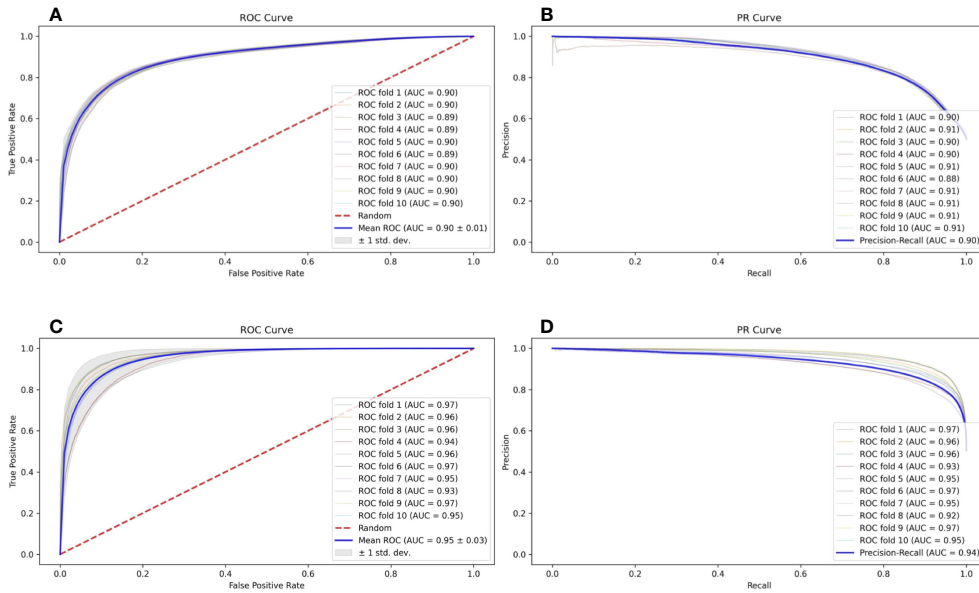 A
ROC Curve
1.0
0.8
0.6
0.4
0.2
0.0
True Positive Rate
ROC fold 1 (AUC = 0.90)
ROC fold 2 (AUC = 0.90)
ROC fold 3 (AUC = 0.89)
ROC fold 4 (AUC = 0.89)
ROC fold 5 (AUC = 0.90)
ROC fold 6 (AUC = 0.89)
ROC fold 7 (AUC = 0.90)
ROC fold 8 (AUC = 0.90)
ROC fold 9 (AUC = 0.90)
ROC fold 10 (AUC = 0.90)
Random
Mean ROC (AUC = 0.90 ± 0.01)
± 1 std. dev.
0.0 0.2 0.4 0.6 0.8 1.0
False Positive Rate
B
PR Curve
1.0
0.8
0.6
0.4
0.2
0.0
Precision
ROC fold 1 (AUC = 0.90)
ROC fold 2 (AUC = 0.91)
ROC fold 3 (AUC = 0.90)
ROC fold 4 (AUC = 0.90)
ROC fold 5 (AUC = 0.91)
ROC fold 6 (AUC = 0.88)
ROC fold 7 (AUC = 0.91)
ROC fold 8 (AUC = 0.91)
ROC fold 9 (AUC = 0.91)
ROC fold 10 (AUC = 0.91)
Precision-Recall (AUC = 0.90)
0.0 0.2 0.4 0.6 0.8 1.0
Recall
C
ROC Curve
1.0
0.8
0.6
0.4
0.2
0.0
True Positive Rate
ROC fold 1 (AUC = 0.97)
ROC fold 2 (AUC = 0.96)
ROC fold 3 (AUC = 0.96)
ROC fold 4 (AUC = 0.94)
ROC fold 5 (AUC = 0.96)
ROC fold 6 (AUC = 0.97)
ROC fold 7 (AUC = 0.95)
ROC fold 8 (AUC = 0.93)
ROC fold 9 (AUC = 0.97)
ROC fold 10 (AUC = 0.95)
Random
Mean ROC (AUC = 0.95 ± 0.03)
± 1 std. dev.
0.0 0.2 0.4 0.6 0.8 1.0
False Positive Rate
D
PR Curve
1.0
0.8
0.6
0.4
0.2
0.0
Precision
ROC fold 1 (AUC = 0.97)
ROC fold 2 (AUC = 0.96)
ROC fold 3 (AUC = 0.96)
ROC fold 4 (AUC = 0.93)
ROC fold 5 (AUC = 0.95)
ROC fold 6 (AUC = 0.97)
ROC fold 7 (AUC = 0.95)
ROC fold 8 (AUC = 0.92)
ROC fold 9 (AUC = 0.97)
ROC fold 10 (AUC = 0.95)
Precision-Recall (AUC = 0.94)
0.0 0.2 0.4 0.6 0.8 1.0
Recall